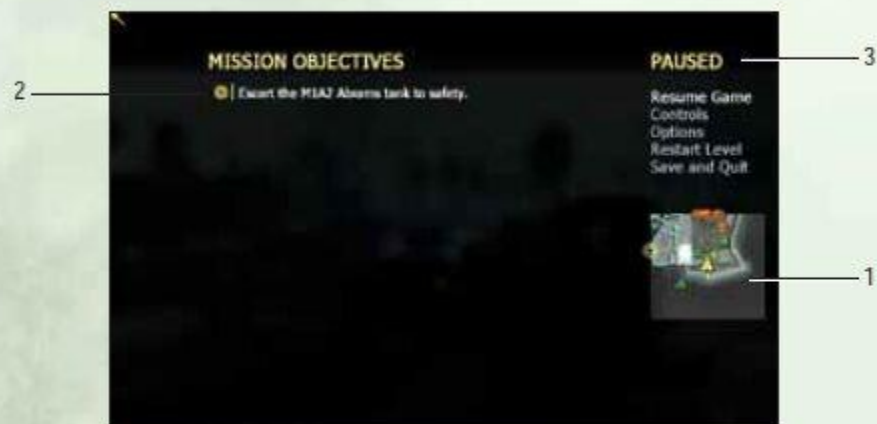 MISSION OBJECTIVES
Escort the M1A2 Abrams tank to safety.
PAUSED
Resume Game
Controls
Options
Restart Level
Save and Quit
2
3
1